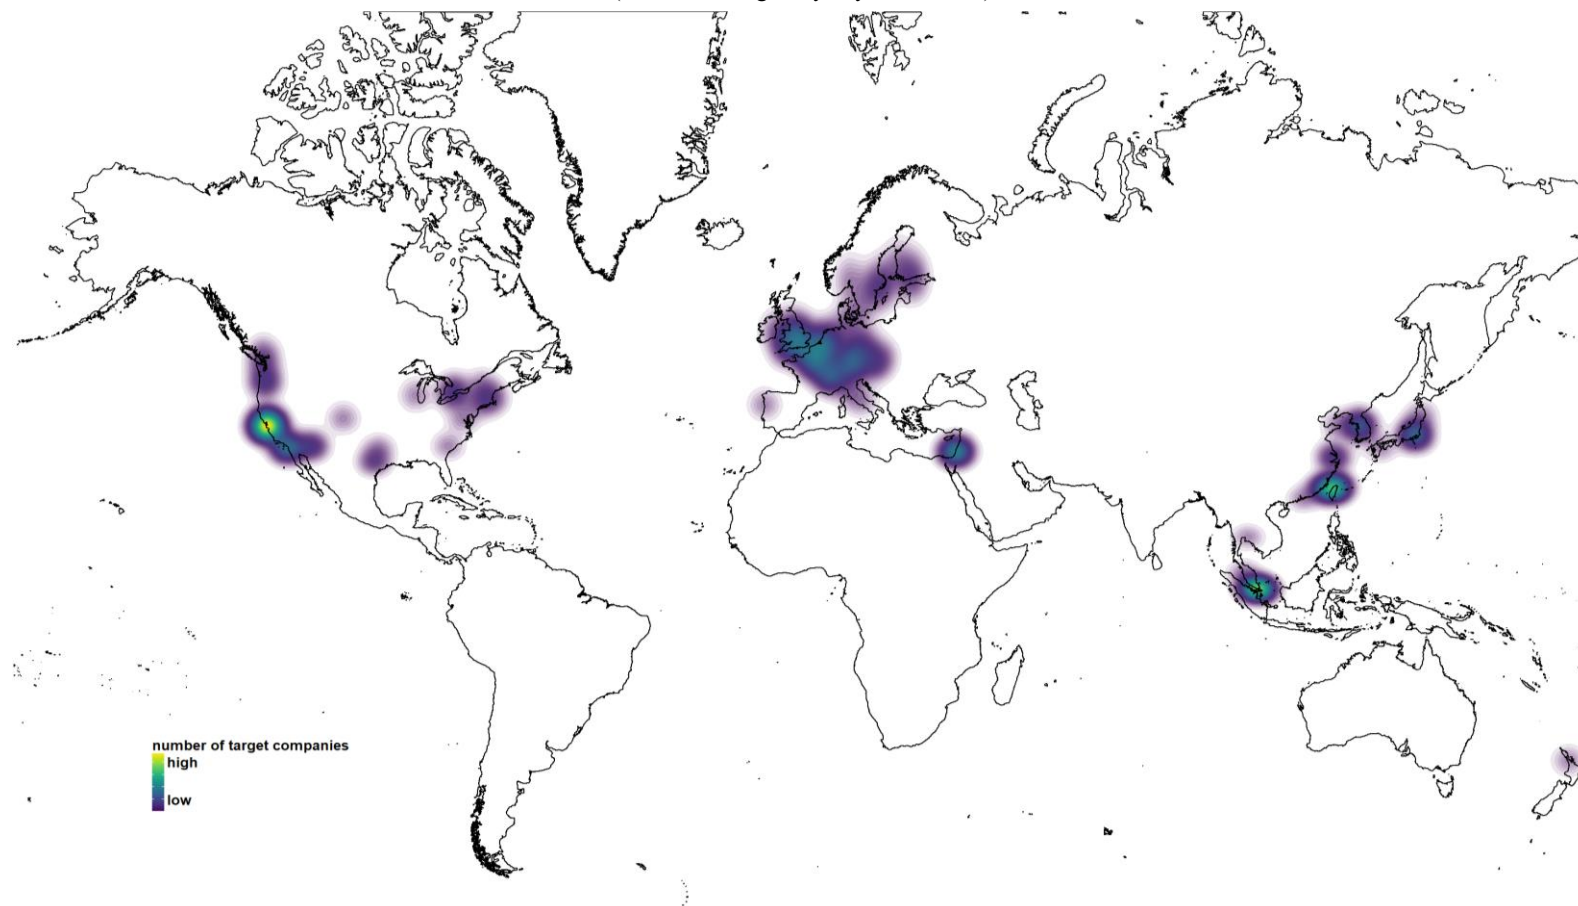 number of target companies
high
low